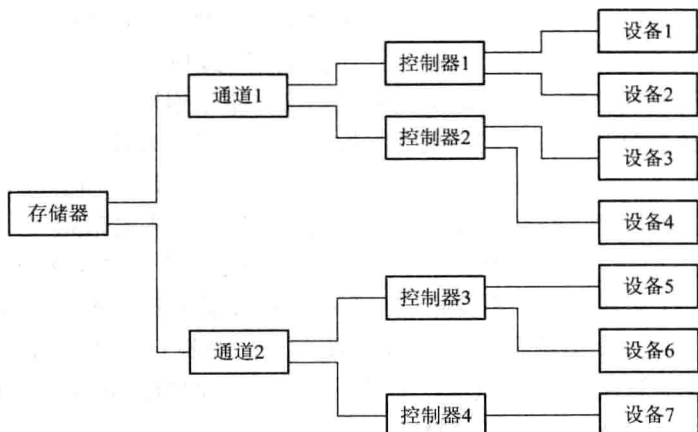 设备1
控制器1
通道1
设备2
控制器2
设备3
存储器
设备4
控制器3
设备5
通道2
设备6
控制器4
设备7